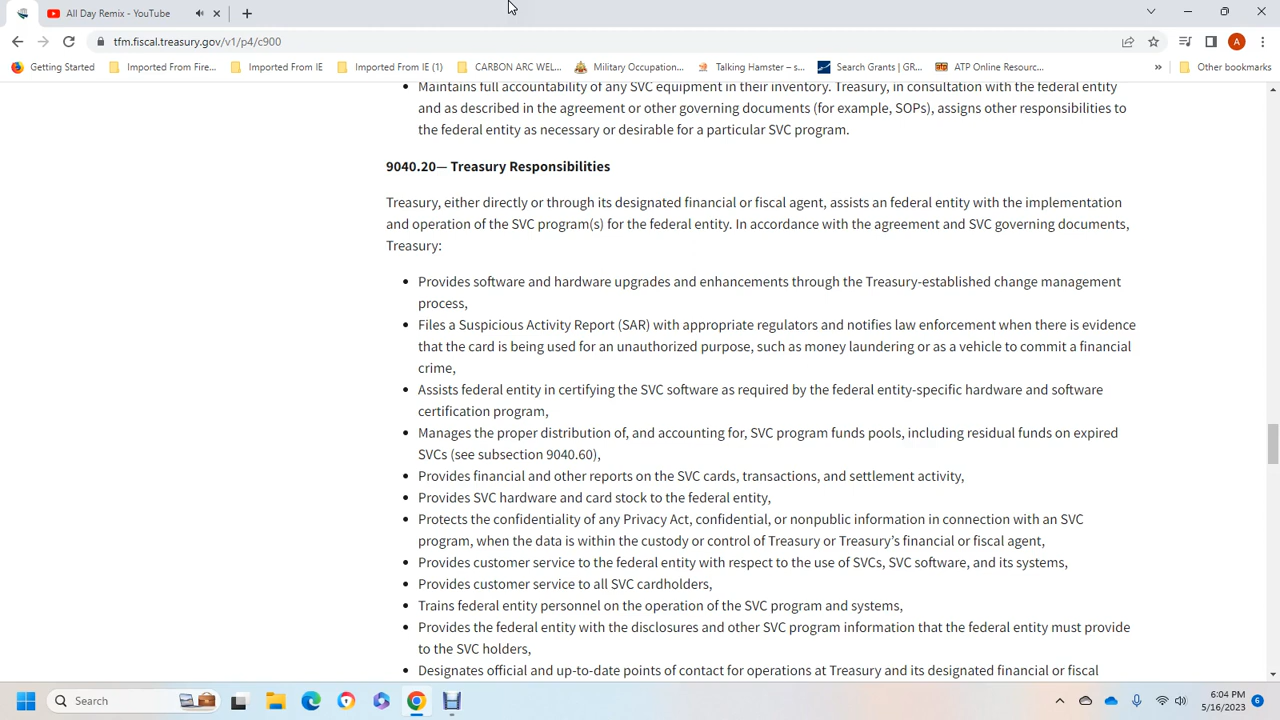 All Day Remix - YouTube
tfm.fiscal.treasury.gov/v1/p4/c900
A
Getting Started
Imported From Fire...
Imported From IE
Imported From IE (1)
CARBON ARC WEL...
Military Occupation...
Talking Hamster – s...
Search Grants | GR...
ATP Online Resourc...
»
Other bookmarks
• Maintains full accountability of any SVC equipment in their inventory. Treasury, in consultation with the federal entity
and as described in the agreement or other governing documents (for example, SOPs), assigns other responsibilities to
the federal entity as necessary or desirable for a particular SVC program.
9040.20— Treasury Responsibilities
Treasury, either directly or through its designated financial or fiscal agent, assists an federal entity with the implementation
and operation of the SVC program(s) for the federal entity. In accordance with the agreement and SVC governing documents,
Treasury:
• Provides software and hardware upgrades and enhancements through the Treasury-established change management
process,
• Files a Suspicious Activity Report (SAR) with appropriate regulators and notifies law enforcement when there is evidence
that the card is being used for an unauthorized purpose, such as money laundering or as a vehicle to commit a financial
crime,
• Assists federal entity in certifying the SVC software as required by the federal entity-specific hardware and software
certification program,
• Manages the proper distribution of, and accounting for, SVC program funds pools, including residual funds on expired
SVCs (see subsection 9040.60),
• Provides financial and other reports on the SVC cards, transactions, and settlement activity,
• Provides SVC hardware and card stock to the federal entity,
• Protects the confidentiality of any Privacy Act, confidential, or nonpublic information in connection with an SVC
program, when the data is within the custody or control of Treasury or Treasury’s financial or fiscal agent,
• Provides customer service to the federal entity with respect to the use of SVCs, SVC software, and its systems,
• Provides customer service to all SVC cardholders,
• Trains federal entity personnel on the operation of the SVC program and systems,
• Provides the federal entity with the disclosures and other SVC program information that the federal entity must provide
to the SVC holders,
• Designates official and up-to-date points of contact for operations at Treasury and its designated financial or fiscal
Search
6:04 PM
5/16/2023
6